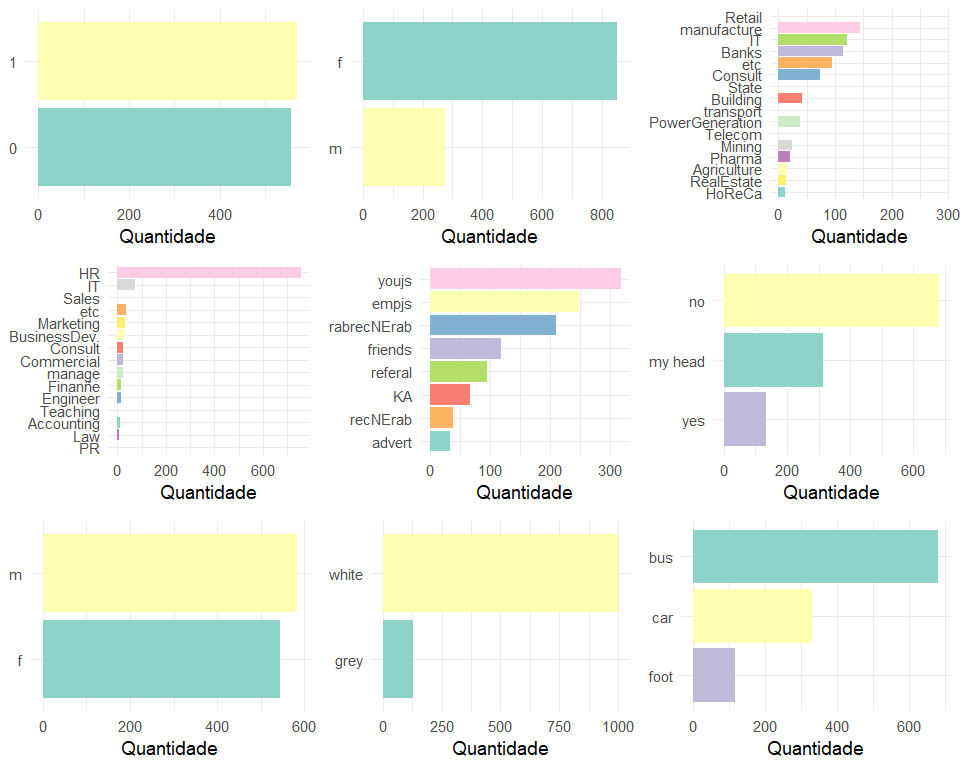 1
0
0
200
400
Quantidade
f
m
0
200
400
600
800
Quantidade
Retail
manufacture
IT
Banks
etc
Consult
State
Building
transport
PowerGeneration
Telecom
Mining
Pharma
Agriculture
RealEstate
HoReCa
0
100
200
300
Quantidade
HR
IT
Sales
etc
Marketing
BusinessDev.
Consult
Commercial
manage
Finanñe
Engineer
Teaching
Accounting
Law
PR
0
200
400
600
Quantidade
youjs
empjs
rabrecNErab
friends
referal
KA
recNErab
advert
0
100
200
300
Quantidade
no
my head
yes
0
200
400
600
Quantidade
m
f
0
200
400
600
Quantidade
white
grey
0
250
500
750
1000
Quantidade
bus
car
foot
0
200
400
600
Quantidade